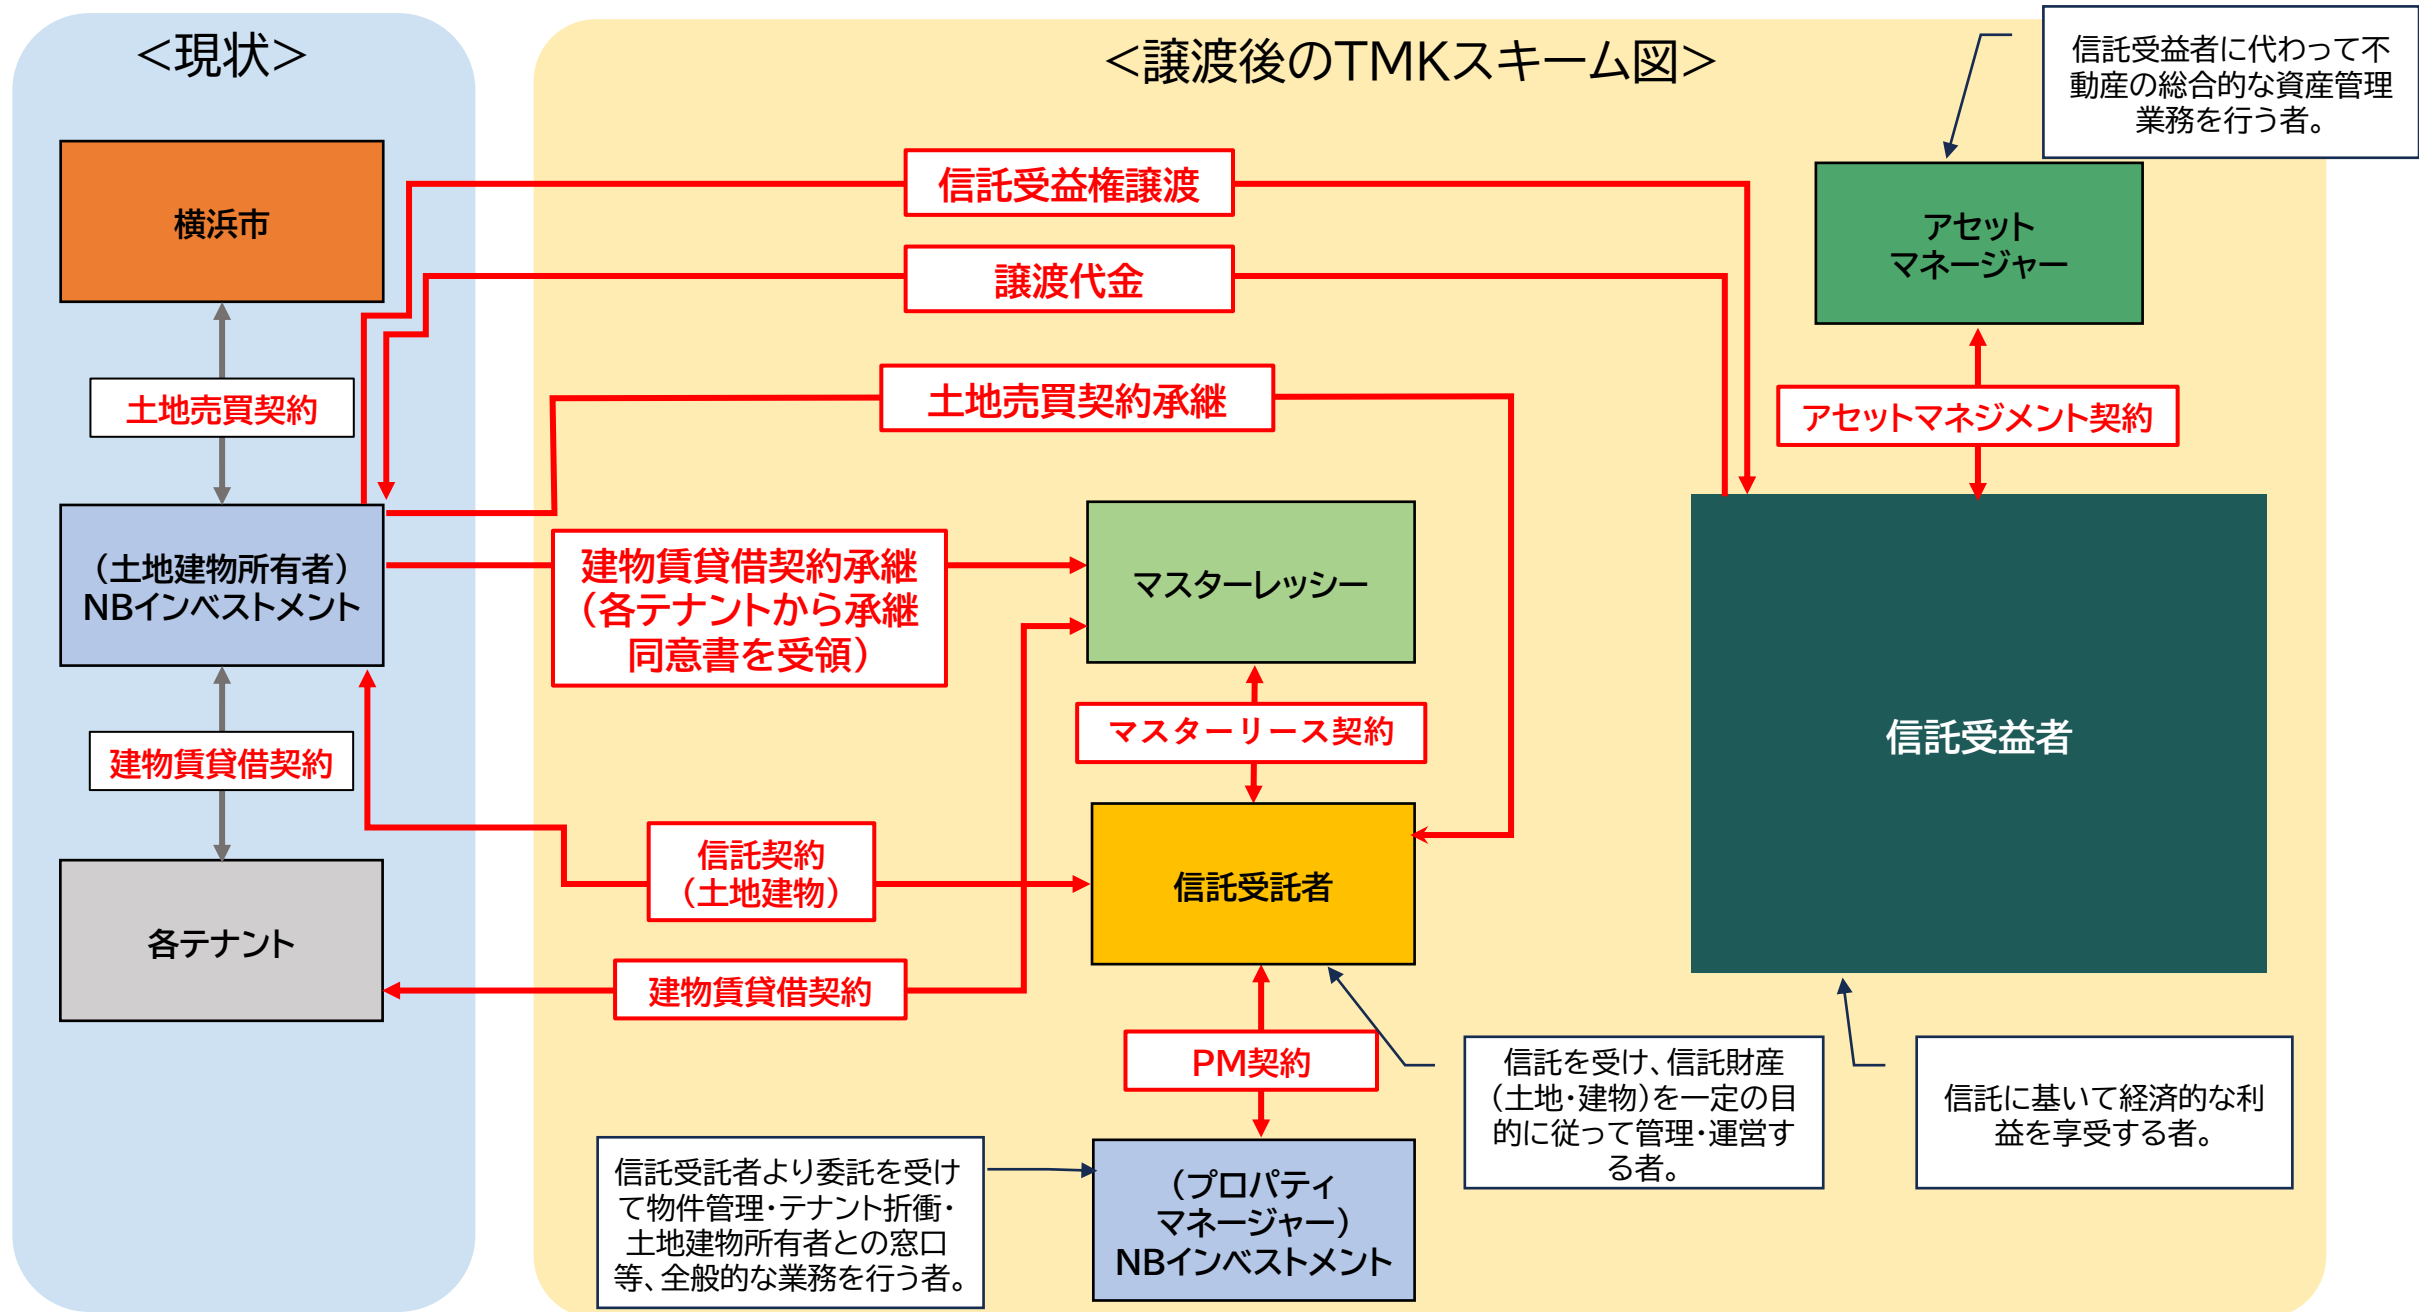 ＜現状＞
＜譲渡後のTMKスキーム図＞
信託受益者に代わって不
動産の総合的な資産管理
業務を行う者。
横浜市
信託受益権譲渡
アセット
マネージャー
譲渡代金
土地売買契約
土地売買契約承継
アセットマネジメント契約
（土地建物所有者）
NBインベストメント
建物賃貸借契約承継
（各テナントから承継
同意書を受領）
マスターレッシー
マスターリース契約
信託受益者
建物賃貸借契約
信託契約
（土地建物）
信託受託者
各テナント
建物賃貸借契約
PM契約
信託を受け、信託財産
（土地・建物）を一定の目
的に従って管理・運営す
る者。
信託に基いて経済的な利
益を享受する者。
信託受託者より委託を受け
て物件管理・テナント折衝・
土地建物所有者との窓口
等、全般的な業務を行う者。
（プロパティ
マネージャー）
NBインベストメント